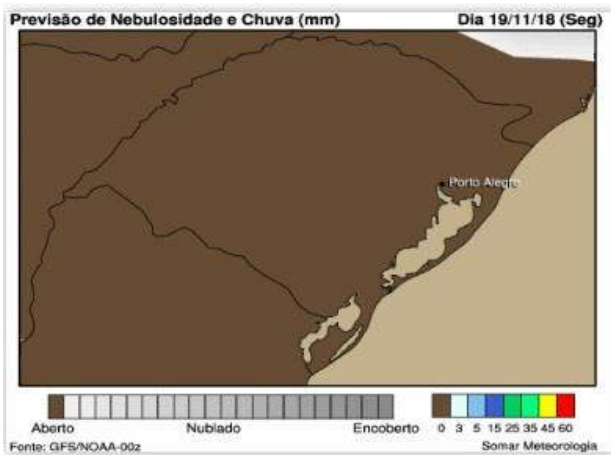 Previsão de Nebulosidade e Chuva (mm) Dia 19/11/18 (Seg)
Porto Alegre
Aberto Nublado Encoberto 0 3 5 15 25 35 45 60
Fonte: GFS/NOAA-00z Somar Meteorologia